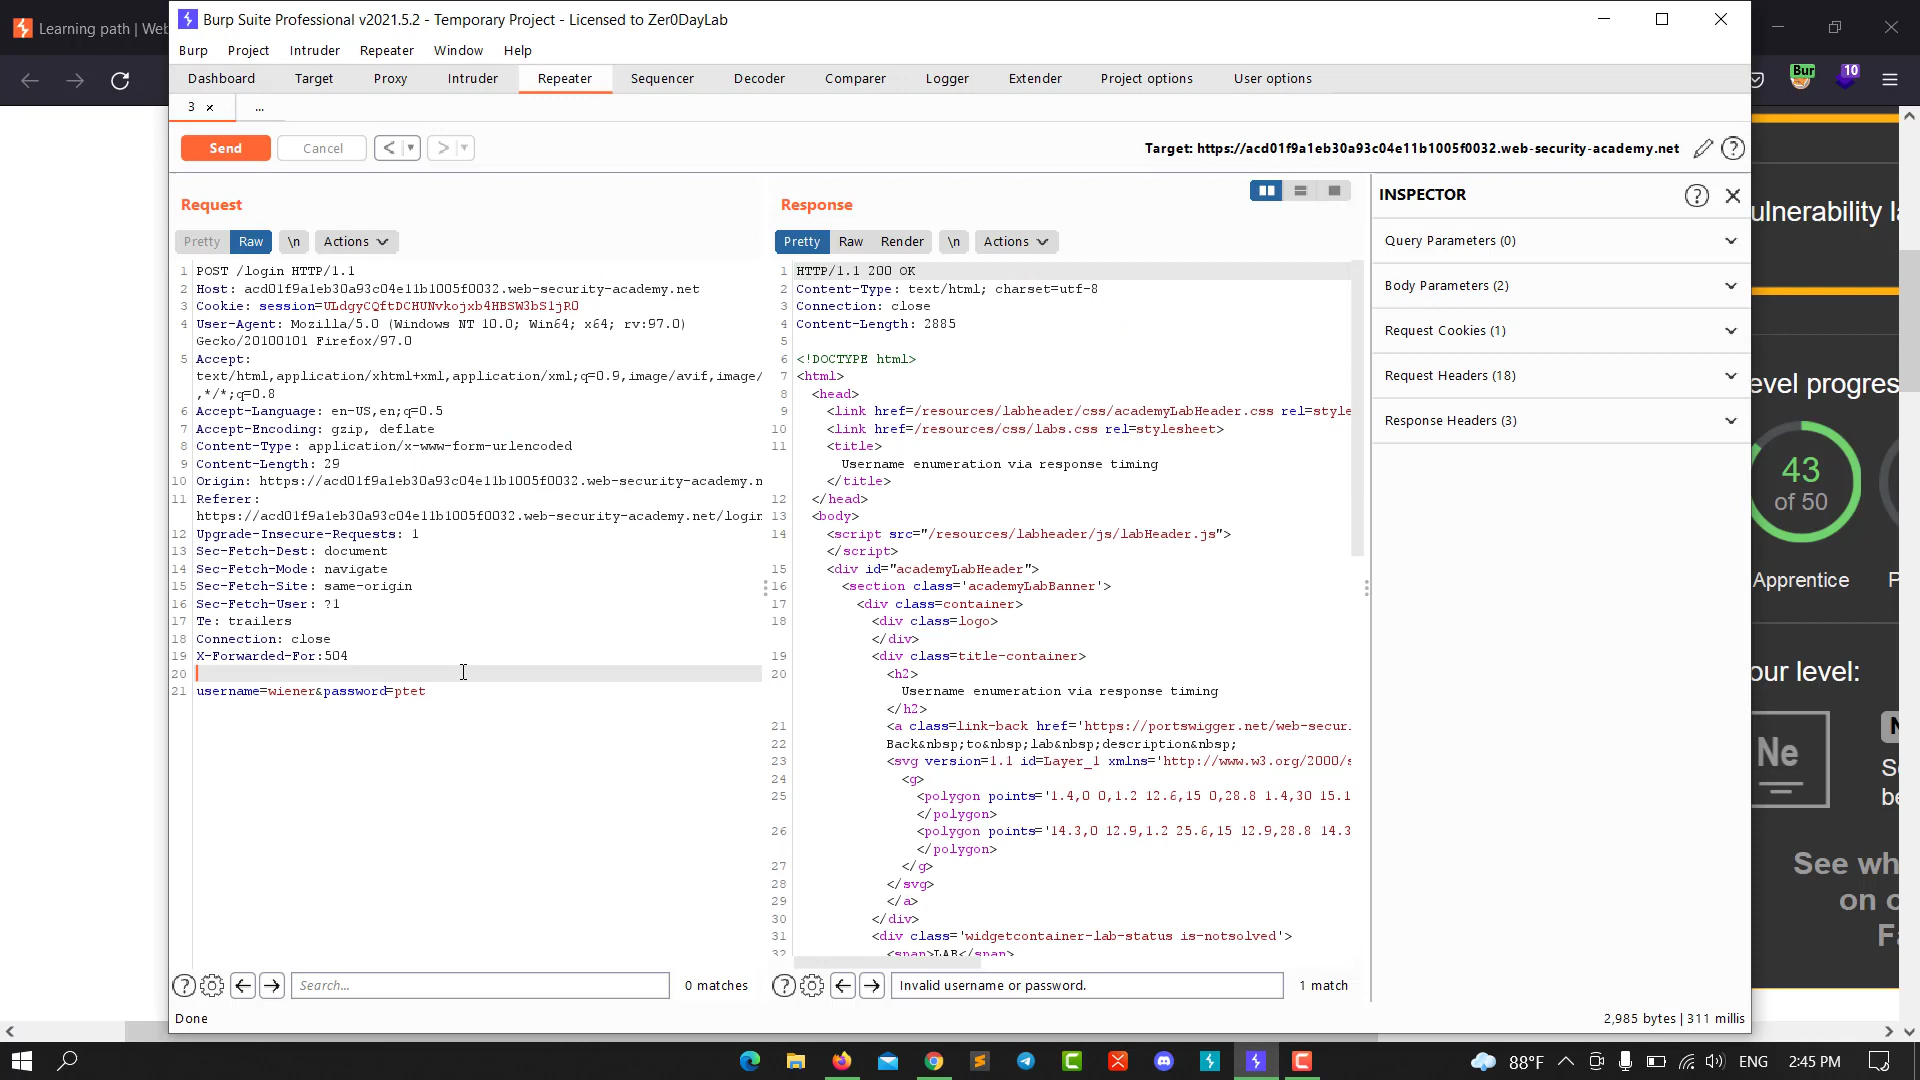 Learning path | Web
Burp Suite Professional v2021.5.2 - Temporary Project - Licensed to Zer0DayLab
Burp Project Intruder Repeater Window Help
Dashboard Target Proxy Intruder Repeater Sequencer Decoder Comparer Logger Extender Project options User options
3 × ...
Send Cancel < >
Target: https://acd01f9a1eb30a93c04e11b1005f0032.web-security-academy.net
Request
Pretty Raw \n Actions
1 POST /login HTTP/1.1
2 Host: acd01f9a1eb30a93c04e11b1005f0032.web-security-academy.net
3 Cookie: session=ULdgyCQftDCHUNvkojxb4HBSW3bS1jR0
4 User-Agent: Mozilla/5.0 (Windows NT 10.0; Win64; x64; rv:97.0)
Gecko/20100101 Firefox/97.0
5 Accept:
text/html,application/xhtml+xml,application/xml;q=0.9,image/avif,image/
,*/*;q=0.8
6 Accept-Language: en-US,en;q=0.5
7 Accept-Encoding: gzip, deflate
8 Content-Type: application/x-www-form-urlencoded
9 Content-Length: 29
10 Origin: https://acd01f9a1eb30a93c04e11b1005f0032.web-security-academy.n
11 Referer:
https://acd01f9a1eb30a93c04e11b1005f0032.web-security-academy.net/login
12 Upgrade-Insecure-Requests: 1
13 Sec-Fetch-Dest: document
14 Sec-Fetch-Mode: navigate
15 Sec-Fetch-Site: same-origin
16 Sec-Fetch-User: ?1
17 Te: trailers
18 Connection: close
19 X-Forwarded-For:504
20
21 username=wiener&password=ptet
Search... 0 matches
Response
Pretty Raw Render \n Actions
1 HTTP/1.1 200 OK
2 Content-Type: text/html; charset=utf-8
3 Connection: close
4 Content-Length: 2885
5
6 <!DOCTYPE html>
7 <html>
8 <head>
9 <link href=/resources/labheader/css/academyLabHeader.css rel=style
10 <link href=/resources/css/labs.css rel=stylesheet>
11 <title>
Username enumeration via response timing
</title>
12 </head>
13 <body>
14 <script src="/resources/labheader/js/labHeader.js">
</script>
15 <div id="academyLabHeader">
16 <section class='academyLabBanner'>
17 <div class=container>
18 <div class=logo>
</div>
19 <div class=title-container>
20 <h2>
Username enumeration via response timing
</h2>
21 <a class=link-back href='https://portswigger.net/web-secur
22 Back&nbsp;to&nbsp;lab&nbsp;description&nbsp;
23 <svg version=1.1 id=Layer_1 xmlns='http://www.w3.org/2000/s
24 <g>
25 <polygon points='1.4,0 0,1.2 12.6,15 0,28.8 1.4,30 15.1
</polygon>
26 <polygon points='14.3,0 12.9,1.2 25.6,15 12.9,28.8 14.3
</polygon>
27 </g>
28 </svg>
29 </a>
30 </div>
31 <div class='widgetcontainer-lab-status is-notsolved'>
32 <span>LAB</span>
Invalid username or password. 1 match
INSPECTOR
Query Parameters (0)
Body Parameters (2)
Request Cookies (1)
Request Headers (18)
Response Headers (3)
Done
2,985 bytes | 311 millis
Bur
10
ulnerability la
evel progres
43
of 50
Apprentice P
our level:
Ne
N
S
be
See wh
on o
Fa
88°F ENG 2:45 PM